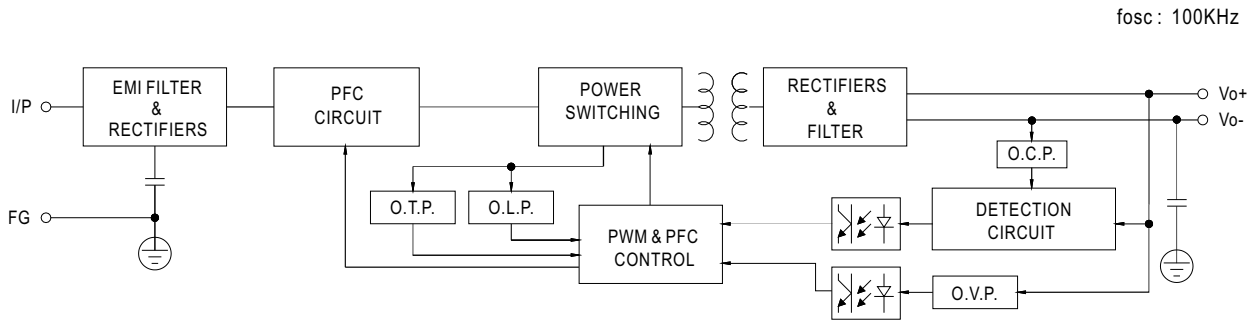 fosc : 100KHz
I/P
EMI FILTER
&
RECTIFIERS
PFC
CIRCUIT
POWER
SWITCHING
RECTIFIERS
&
FILTER
Vo+
Vo-
O.C.P.
FG
O.T.P.
O.L.P.
PWM & PFC
CONTROL
DETECTION
CIRCUIT
O.V.P.